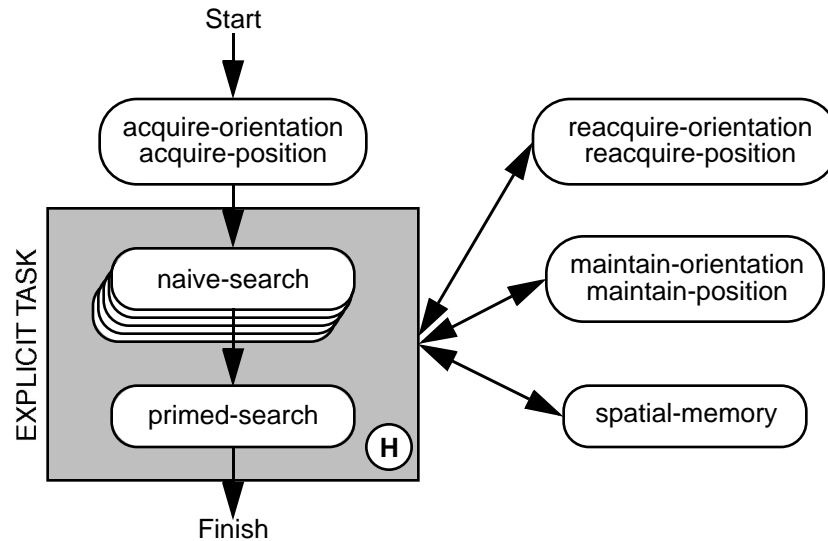 Start
acquire-orientation
acquire-position
reacquire-orientation
reacquire-position
EXPLICIT TASK
naive-search
maintain-orientation
maintain-position
primed-search
spatial-memory
H
Finish